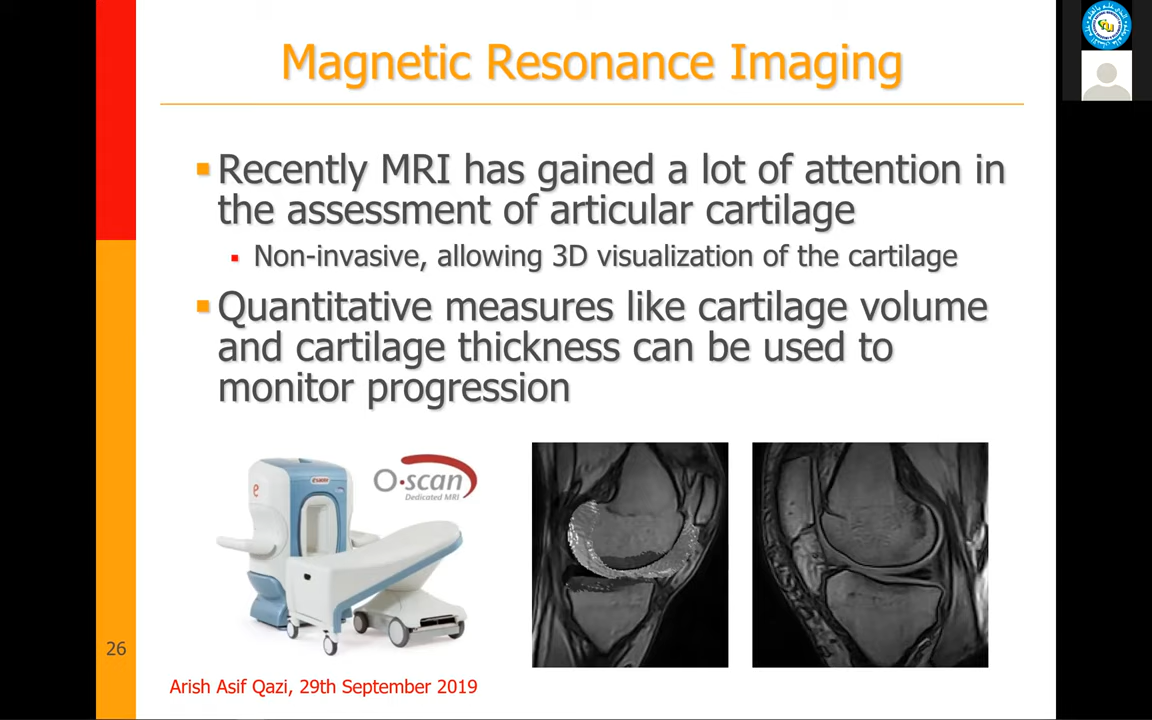 Magnetic Resonance Imaging
Recently MRI has gained a lot of attention in
the assessment of articular cartilage
Non-invasive, allowing 3D visualization of the cartilage
Quantitative measures like cartilage volume
and cartilage thickness can be used to
monitor progression
O-scan
Dedicated MRI
e
26
Arish Asif Qazi, 29th September 2019